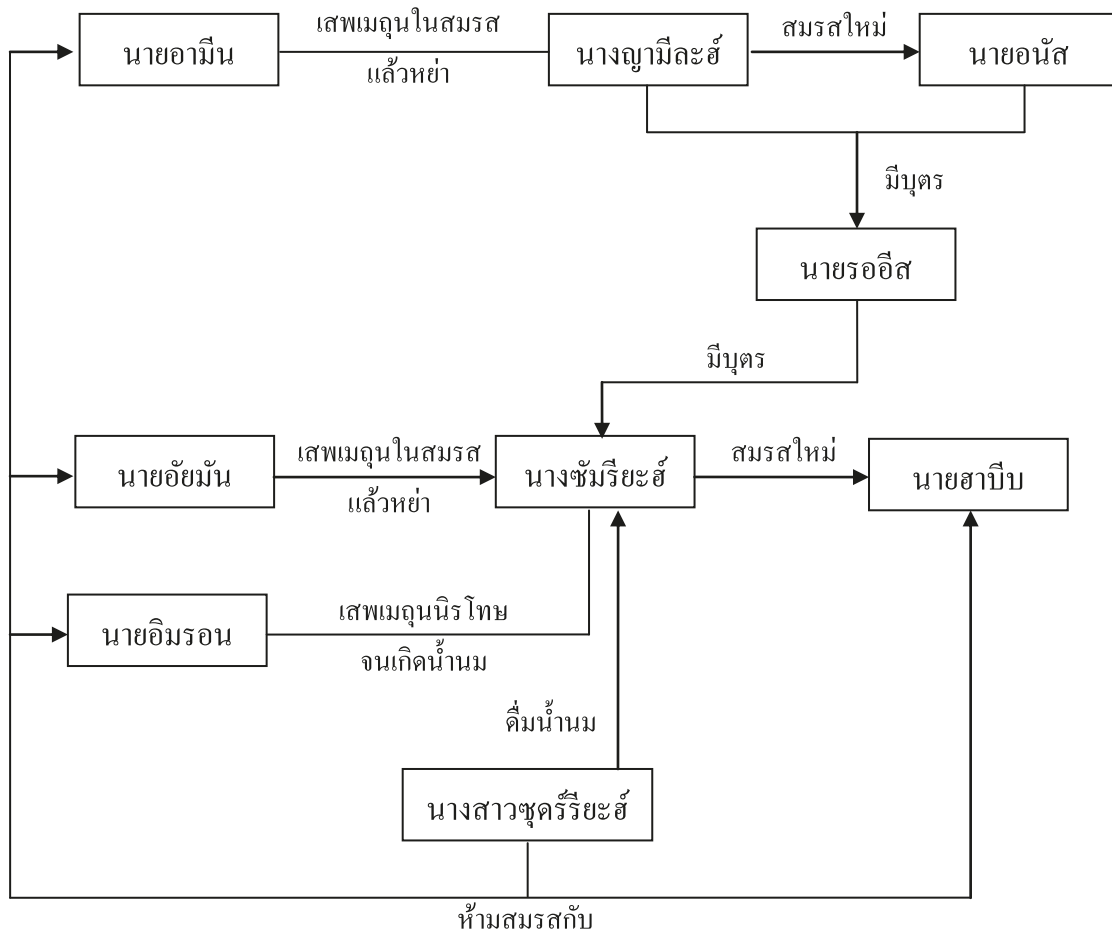 เสพเมถุนในสมรส
สมรสใหม่
นายอามีน
นางญามีละฮ์
นายอนัส
แล้วหย่า
มีบุตร
นายรออีส
มีบุตร
เสพเมถุนในสมรส
สมรสใหม่
นายอัยมัน
นางซัมรียะฮ์
นายฮาบีบ
แล้วหย่า
เสพเมถุนนิรโทษ
นายอิมรอน
จนเกิดน้ำนม
ดื่มน้ำนม
นางสาวซุดร์รียะฮ์
ห้ามสมรสกับ